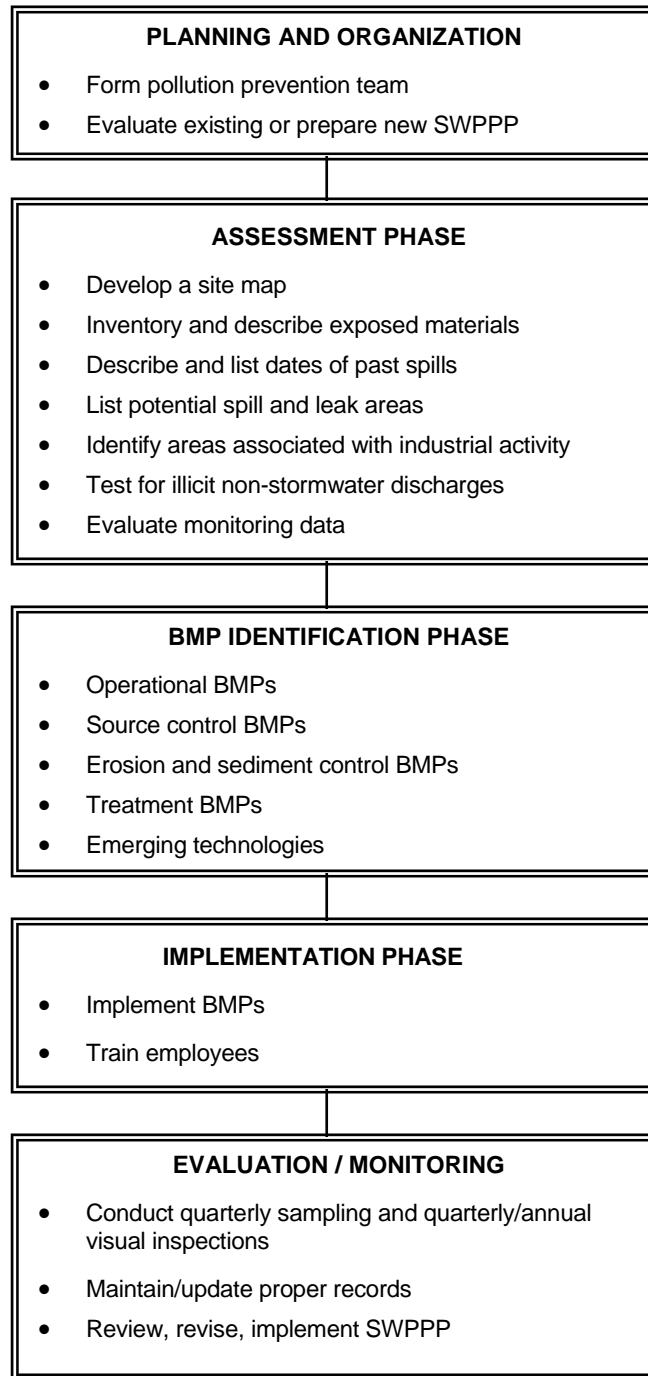 PLANNING AND ORGANIZATION
• Form pollution prevention team
• Evaluate existing or prepare new SWPPP
ASSESSMENT PHASE
• Develop a site map
• Inventory and describe exposed materials
• Describe and list dates of past spills
• List potential spill and leak areas
• Identify areas associated with industrial activity
• Test for illicit non-stormwater discharges
• Evaluate monitoring data
BMP IDENTIFICATION PHASE
• Operational BMPs
• Source control BMPs
• Erosion and sediment control BMPs
• Treatment BMPs
• Emerging technologies
IMPLEMENTATION PHASE
• Implement BMPs
• Train employees
EVALUATION / MONITORING
• Conduct quarterly sampling and quarterly/annual
visual inspections
• Maintain/update proper records
• Review, revise, implement SWPPP